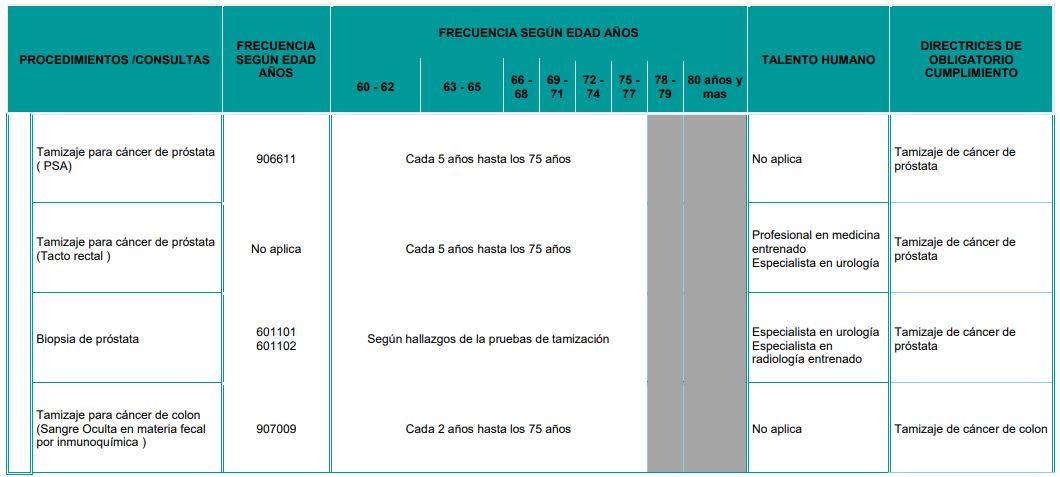 PROCEDIMIENTOS /CONSULTAS
FRECUENCIA
SEGÚN EDAD
AÑOS
FRECUENCIA SEGÚN EDAD AÑOS
60 - 62
63 - 65
66 -
68
69 -
71
72 -
74
75 -
77
78 -
79
80 años y
mas
TALENTO HUMANO
DIRECTRICES DE
OBLIGATORIO
CUMPLIMIENTO
Tamizaje para cáncer de próstata
( PSA)
906611
Cada 5 años hasta los 75 años
No aplica
Tamizaje de cáncer de
próstata
Tamizaje para cáncer de próstata
(Tacto rectal )
No aplica
Cada 5 años hasta los 75 años
Profesional en medicina
entrenado
Especialista en urología
Tamizaje de cáncer de
próstata
Biopsia de próstata
601101
601102
Según hallazgos de la pruebas de tamización
Especialista en urología
Especialista en
radiología entrenado
Tamizaje de cáncer de
próstata
Tamizaje para cáncer de colon
(Sangre Oculta en materia fecal
por inmunoquímica )
907009
Cada 2 años hasta los 75 años
No aplica
Tamizaje de cáncer de colon